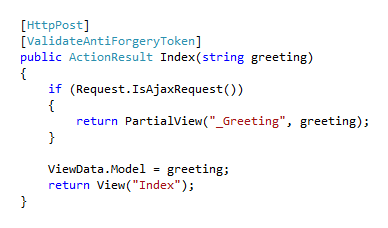 [HttpPost]
[ValidateAntiForgeryToken]
public ActionResult Index(string greeting)
{
    if (Request.IsAjaxRequest())
    {
        return PartialView("_Greeting", greeting);
    }

    ViewData.Model = greeting;
    return View("Index");
}